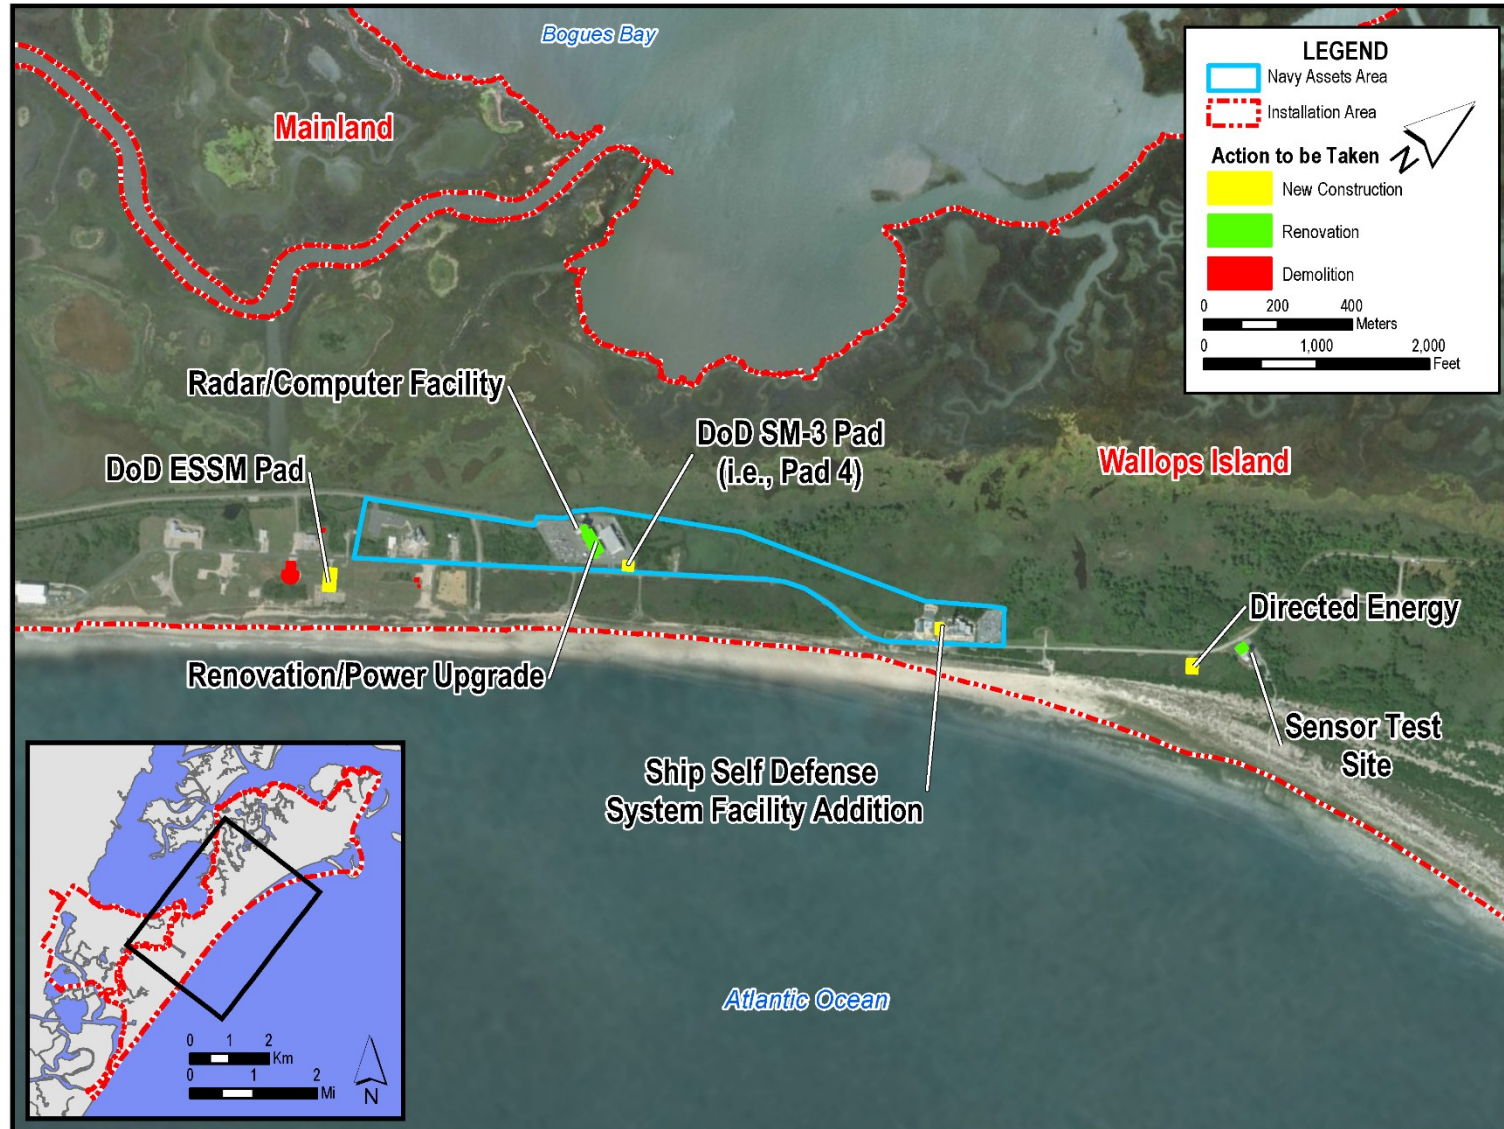 Bogues Bay
Mainland
LEGEND
Navy Assets Area
Installation Area
N
Action to be Taken
New Construction
Renovation
Demolition
0 200 400
Meters
0 1,000 2,000
Feet
Radar/Computer Facility
DoD SM-3 Pad
(i.e., Pad 4)
DoD ESSM Pad
Wallops Island
Directed Energy
Renovation/Power Upgrade
Sensor Test
Site
Ship Self Defense
System Facility Addition
Atlantic Ocean
0 1 2
Km
0 1 2
Mi
N